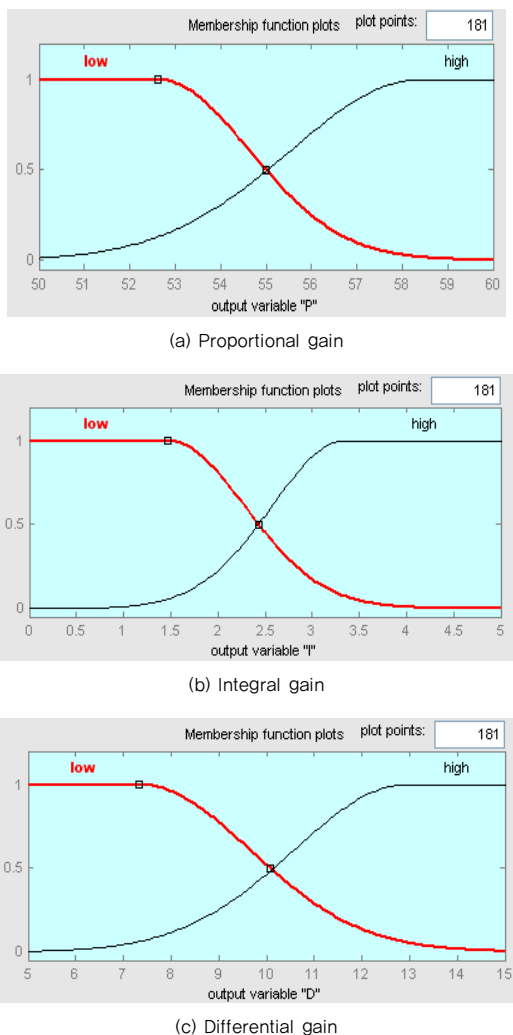 Membership function plots plot points: 181
low high
1
0.5
0
50 51 52 53 54 55 56 57 58 59 60
output variable "P"
(a) Proportional gain
Membership function plots plot points: 181
low high
1
0.5
0
0 0.5 1 1.5 2 2.5 3 3.5 4 4.5 5
output variable "I"
(b) Integral gain
Membership function plots plot points: 181
low high
1
0.5
0
5 6 7 8 9 10 11 12 13 14 15
output variable "D"
(c) Differential gain